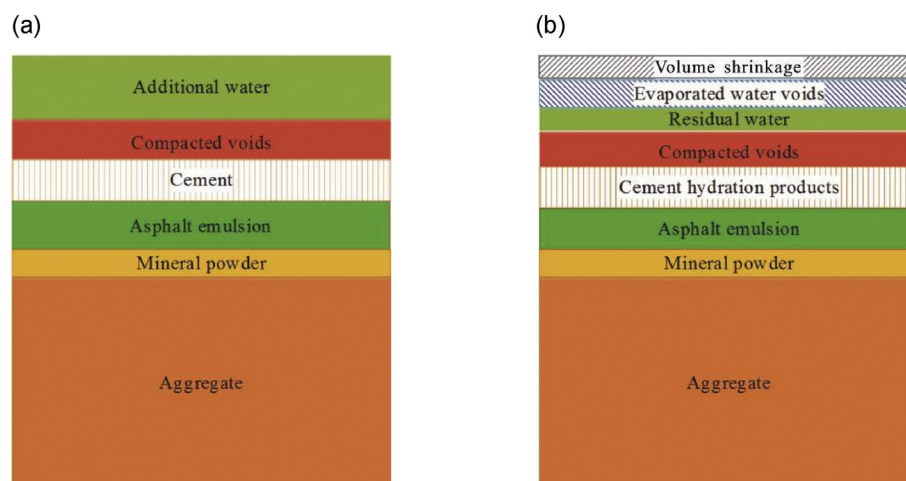 (a)
Additional water
Compacted voids
Cement
Asphalt emulsion
Mineral powder
Aggregate
(b)
Volume shrinkage
Evaporated water voids
Residual water
Compacted voids
Cement hydration products
Asphalt emulsion
Mineral powder
Aggregate